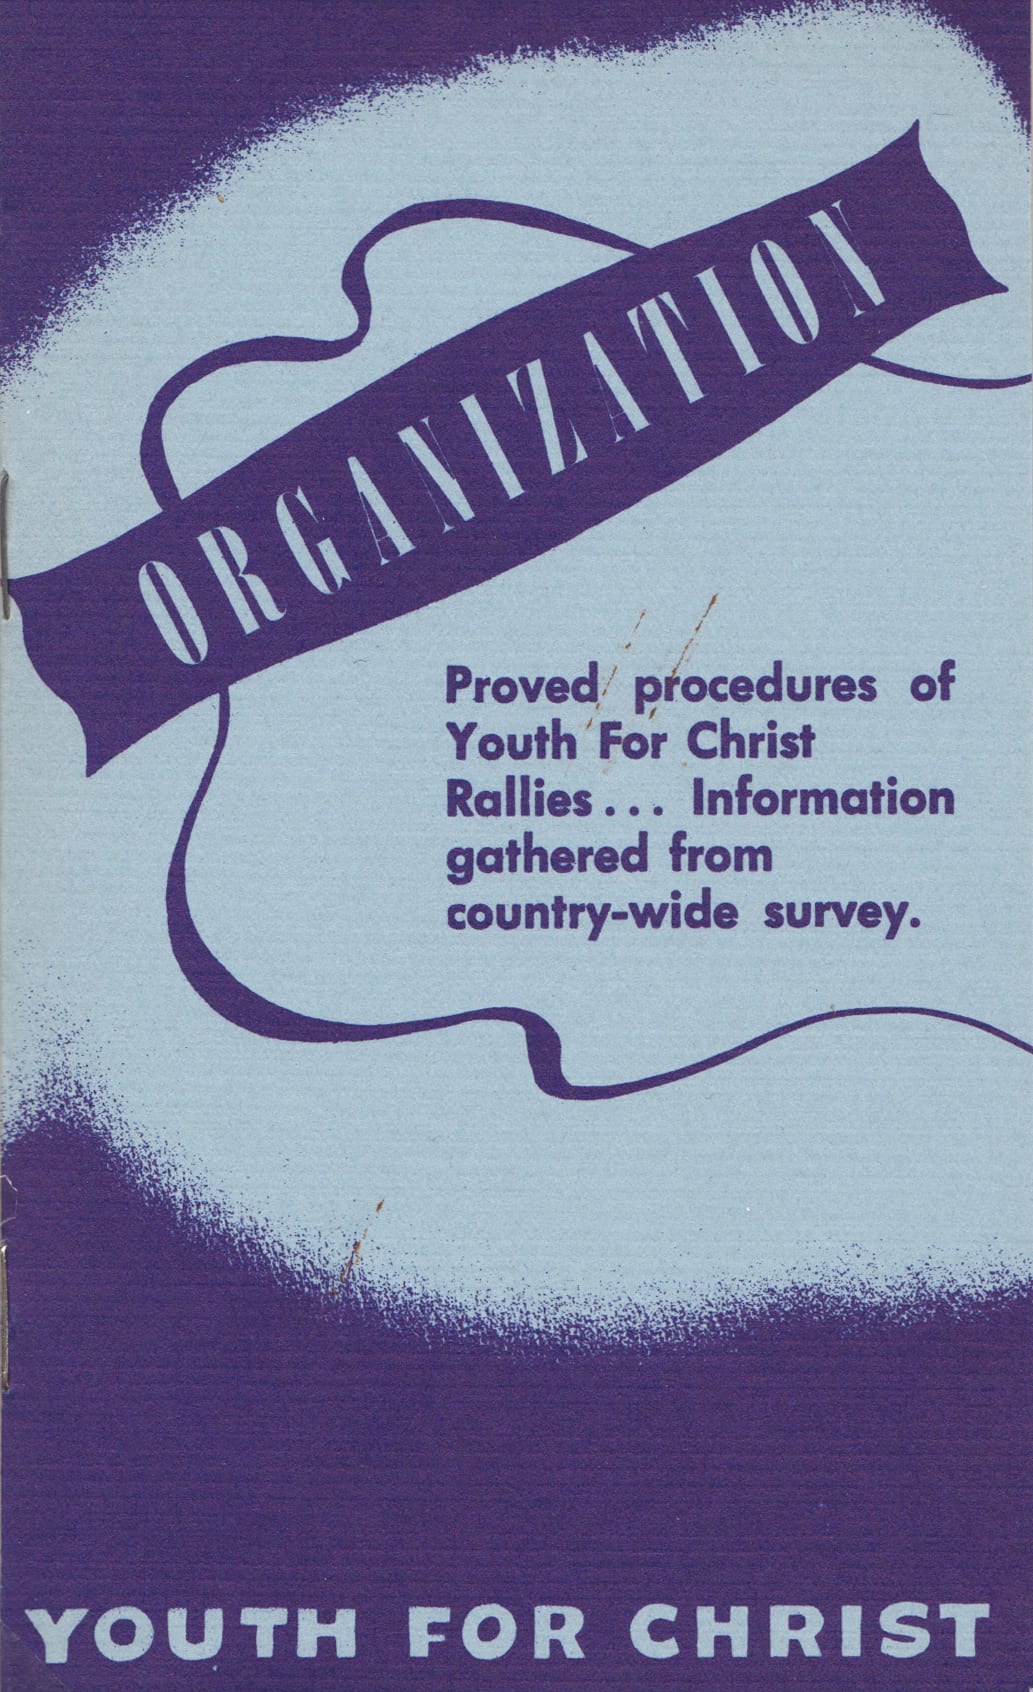 ORGANIZATION
Proved procedures of
Youth For Christ
Rallies... Information
gathered from
country-wide survey.
YOUTH FOR CHRIST